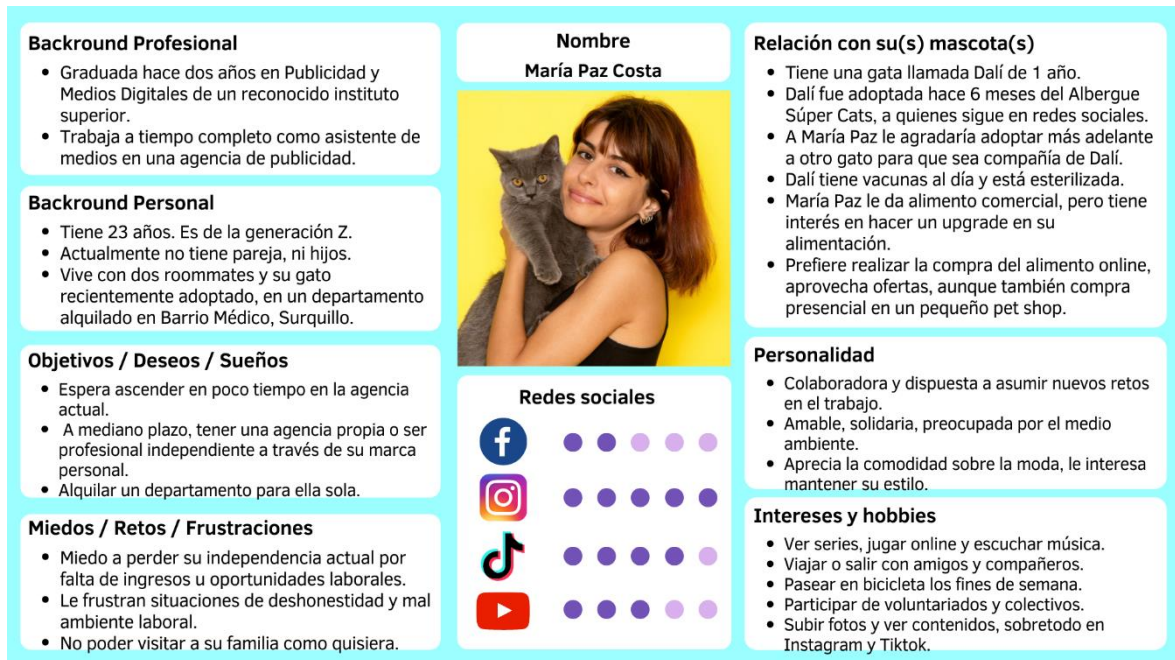 Backround Profesional
• Graduada hace dos años en Publicidad y
Medios Digitales de un reconocido instituto
superior.
• Trabaja a tiempo completo como asistente de
medios en una agencia de publicidad.
Backround Personal
• Tiene 23 años. Es de la generación Z.
• Actualmente no tiene pareja, ni hijos.
• Vive con dos roommates y su gato
recientemente adoptado, en un departamento
alquilado en Barrio Médico, Surquillo.
Objetivos / Deseos / Sueños
• Espera ascender en poco tiempo en la agencia
actual.
• A mediano plazo, tener una agencia propia o ser
profesional independiente a través de su marca
personal.
• Alquilar un departamento para ella sola.
Miedos / Retos / Frustraciones
• Miedo a perder su independencia actual por
falta de ingresos u oportunidades laborales.
• Le frustran situaciones de deshonestidad y mal
ambiente laboral.
• No poder visitar a su familia como quisiera.
Nombre
María Paz Costa
Redes sociales
Relación con su(s) mascota(s)
• Tiene una gata llamada Dalí de 1 año.
• Dalí fue adoptada hace 6 meses del Albergue
Súper Cats, a quienes sigue en redes sociales.
• A María Paz le agradaría adoptar más adelante
a otro gato para que sea compañía de Dalí.
• Dalí tiene vacunas al día y está esterilizada.
• María Paz le da alimento comercial, pero tiene
interés en hacer un upgrade en su
alimentación.
• Prefiere realizar la compra del alimento online,
aprovecha ofertas, aunque también compra
presencial en un pequeño pet shop.
Personalidad
• Colaboradora y dispuesta a asumir nuevos retos
en el trabajo.
• Amable, solidaria, preocupada por el medio
ambiente.
• Aprecia la comodidad sobre la moda, le interesa
mantener su estilo.
Intereses y hobbies
• Ver series, jugar online y escuchar música.
• Viajar o salir con amigos y compañeros.
• Pasear en bicicleta los fines de semana.
• Participar de voluntariados y colectivos.
• Subir fotos y ver contenidos, sobretodo en
Instagram y Tiktok.